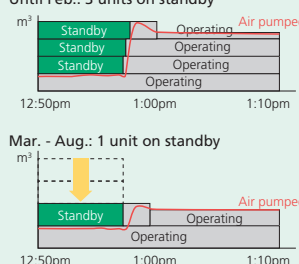 Until Feb.: 3 units on standby
m³
Standby
Operating
Air pumped
Standby
Operating
Standby
Operating
Operating
12:50pm 1:00pm 1:10pm
Mar. - Aug.: 1 unit on standby
m³
Air pumped
Standby
Operating
Operating
12:50pm 1:00pm 1:10pm